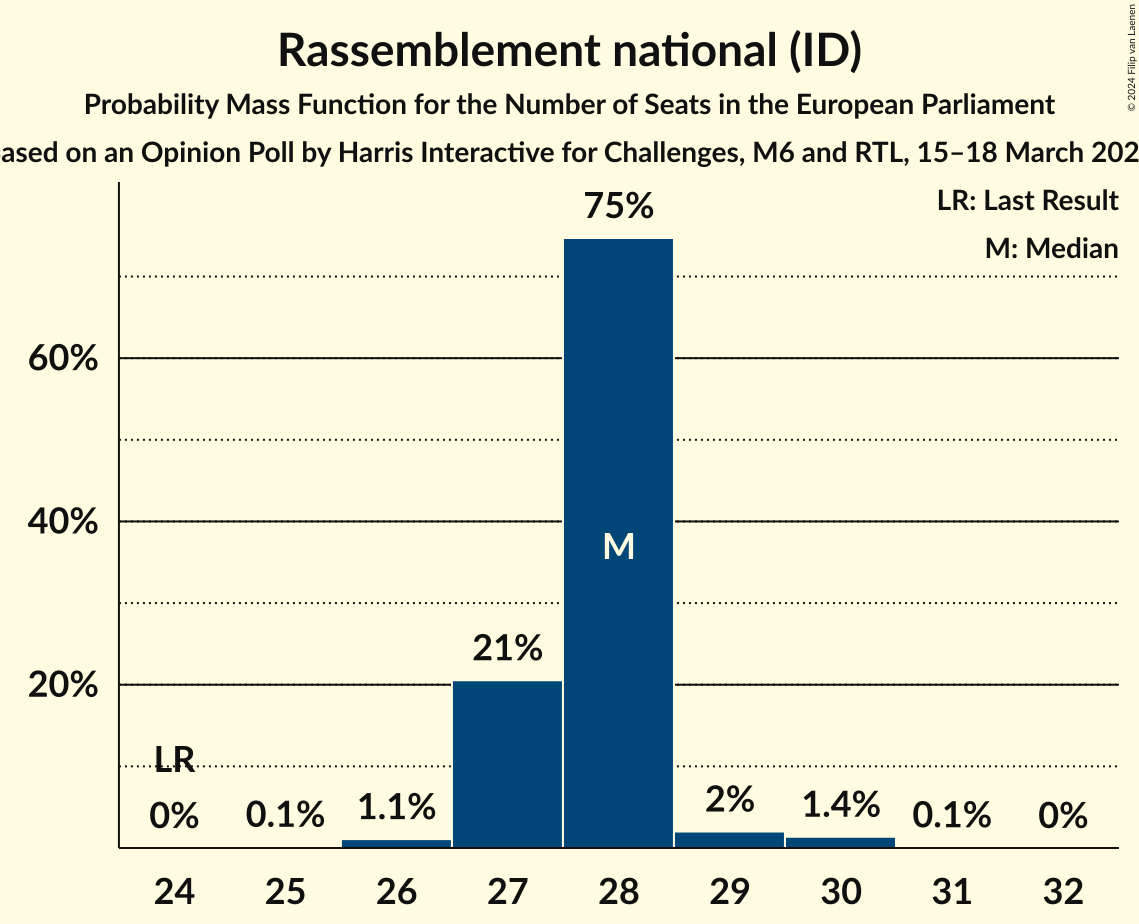 Rassemblement national (ID)
Probability Mass Function for the Number of Seats in the European Parliament
ased on an Opinion Poll by Harris Interactive for Challenges, M6 and RTL, 15–18 March 202
© 2024 Filip van Laenen
LR: Last Result
M: Median
75%
60%
40%
M
21%
20%
LR
0% 0.1% 1.1% 2% 1.4% 0.1% 0%
24 25 26 27 28 29 30 31 32